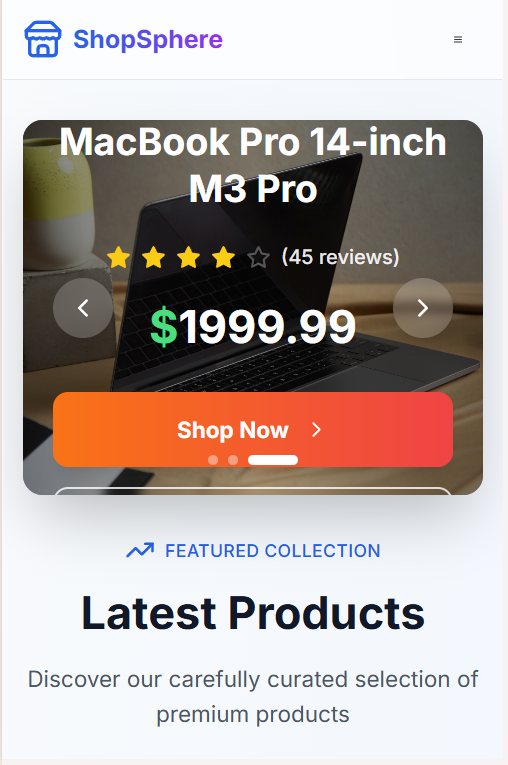 ShopSphere
MacBook Pro 14-inch
M3 Pro
(45 reviews)
$1999.99
Shop Now
FEATURED COLLECTION
Latest Products
Discover our carefully curated selection of
premium products